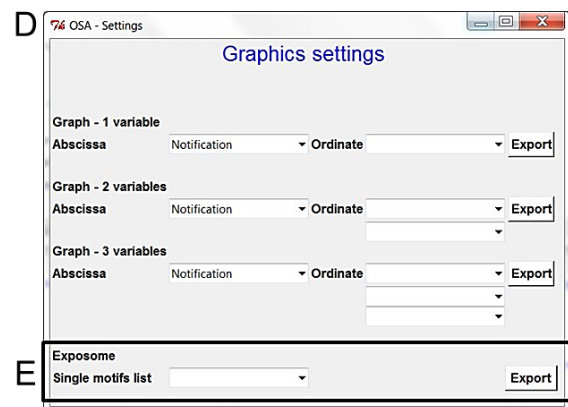 D
OSA - Settings
Graphics settings
Graph - 1 variable
Abscissa Notification Ordinate Export
Graph - 2 variables
Abscissa Notification Ordinate Export
Graph - 3 variables
Abscissa Notification Ordinate Export
E
Exposome
Single motifs list Export